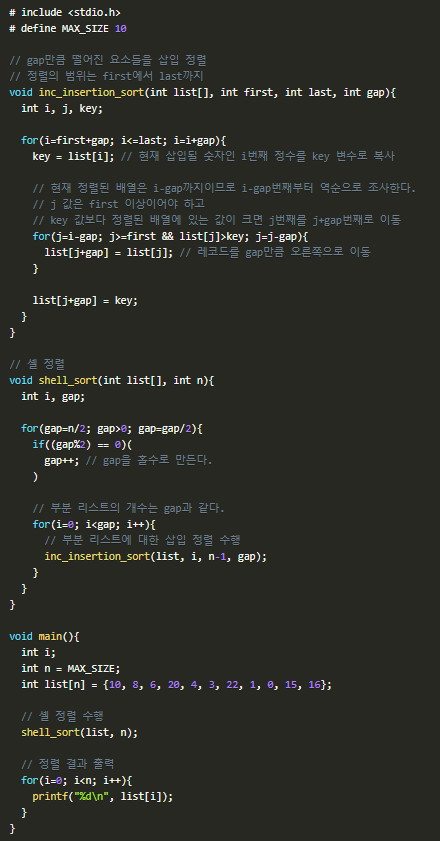 # include <stdio.h>
# define MAX_SIZE 10
// gap만큼 떨어진 요소들을 삽입 정렬
// 정렬의 범위는 first에서 last까지
void inc_insertion_sort(int list[], int first, int last, int gap){
int i, j, key;
for(i=first+gap; i<=last; i=i+gap){
key = list[i]; // 현재 삽입될 숫자인 i번째 정수를 key 변수로 복사
// 현재 정렬된 배열은 i-gap까지이므로 i-gap번째부터 역순으로 조사한다.
// j 값은 first 이상이어야 하고
// key 값보다 정렬된 배열에 있는 값이 크면 j번째를 j+gap번째로 이동
for(j=i-gap; j>=first && list[j]>key; j=j-gap){
list[j+gap] = list[j]; // 레코드를 gap만큼 오른쪽으로 이동
}
list[j+gap] = key;
}
}
// 셸 정렬
void shell_sort(int list[], int n){
int i, gap;
for(gap=n/2; gap>0; gap=gap/2){
if((gap%2) == 0)(
gap++; // gap을 홀수로 만든다.
)
// 부분 리스트의 개수는 gap과 같다.
for(i=0; i<gap; i++){
// 부분 리스트에 대한 삽입 정렬 수행
inc_insertion_sort(list, i, n-1, gap);
}
}
}
void main(){
int i;
int n = MAX_SIZE;
int list[n] = {10, 8, 6, 20, 4, 3, 22, 1, 0, 15, 16};
// 셸 정렬 수행
shell_sort(list, n);
// 정렬 결과 출력
for(i=0; i<n; i++){
printf("%d\n", list[i]);
}
}